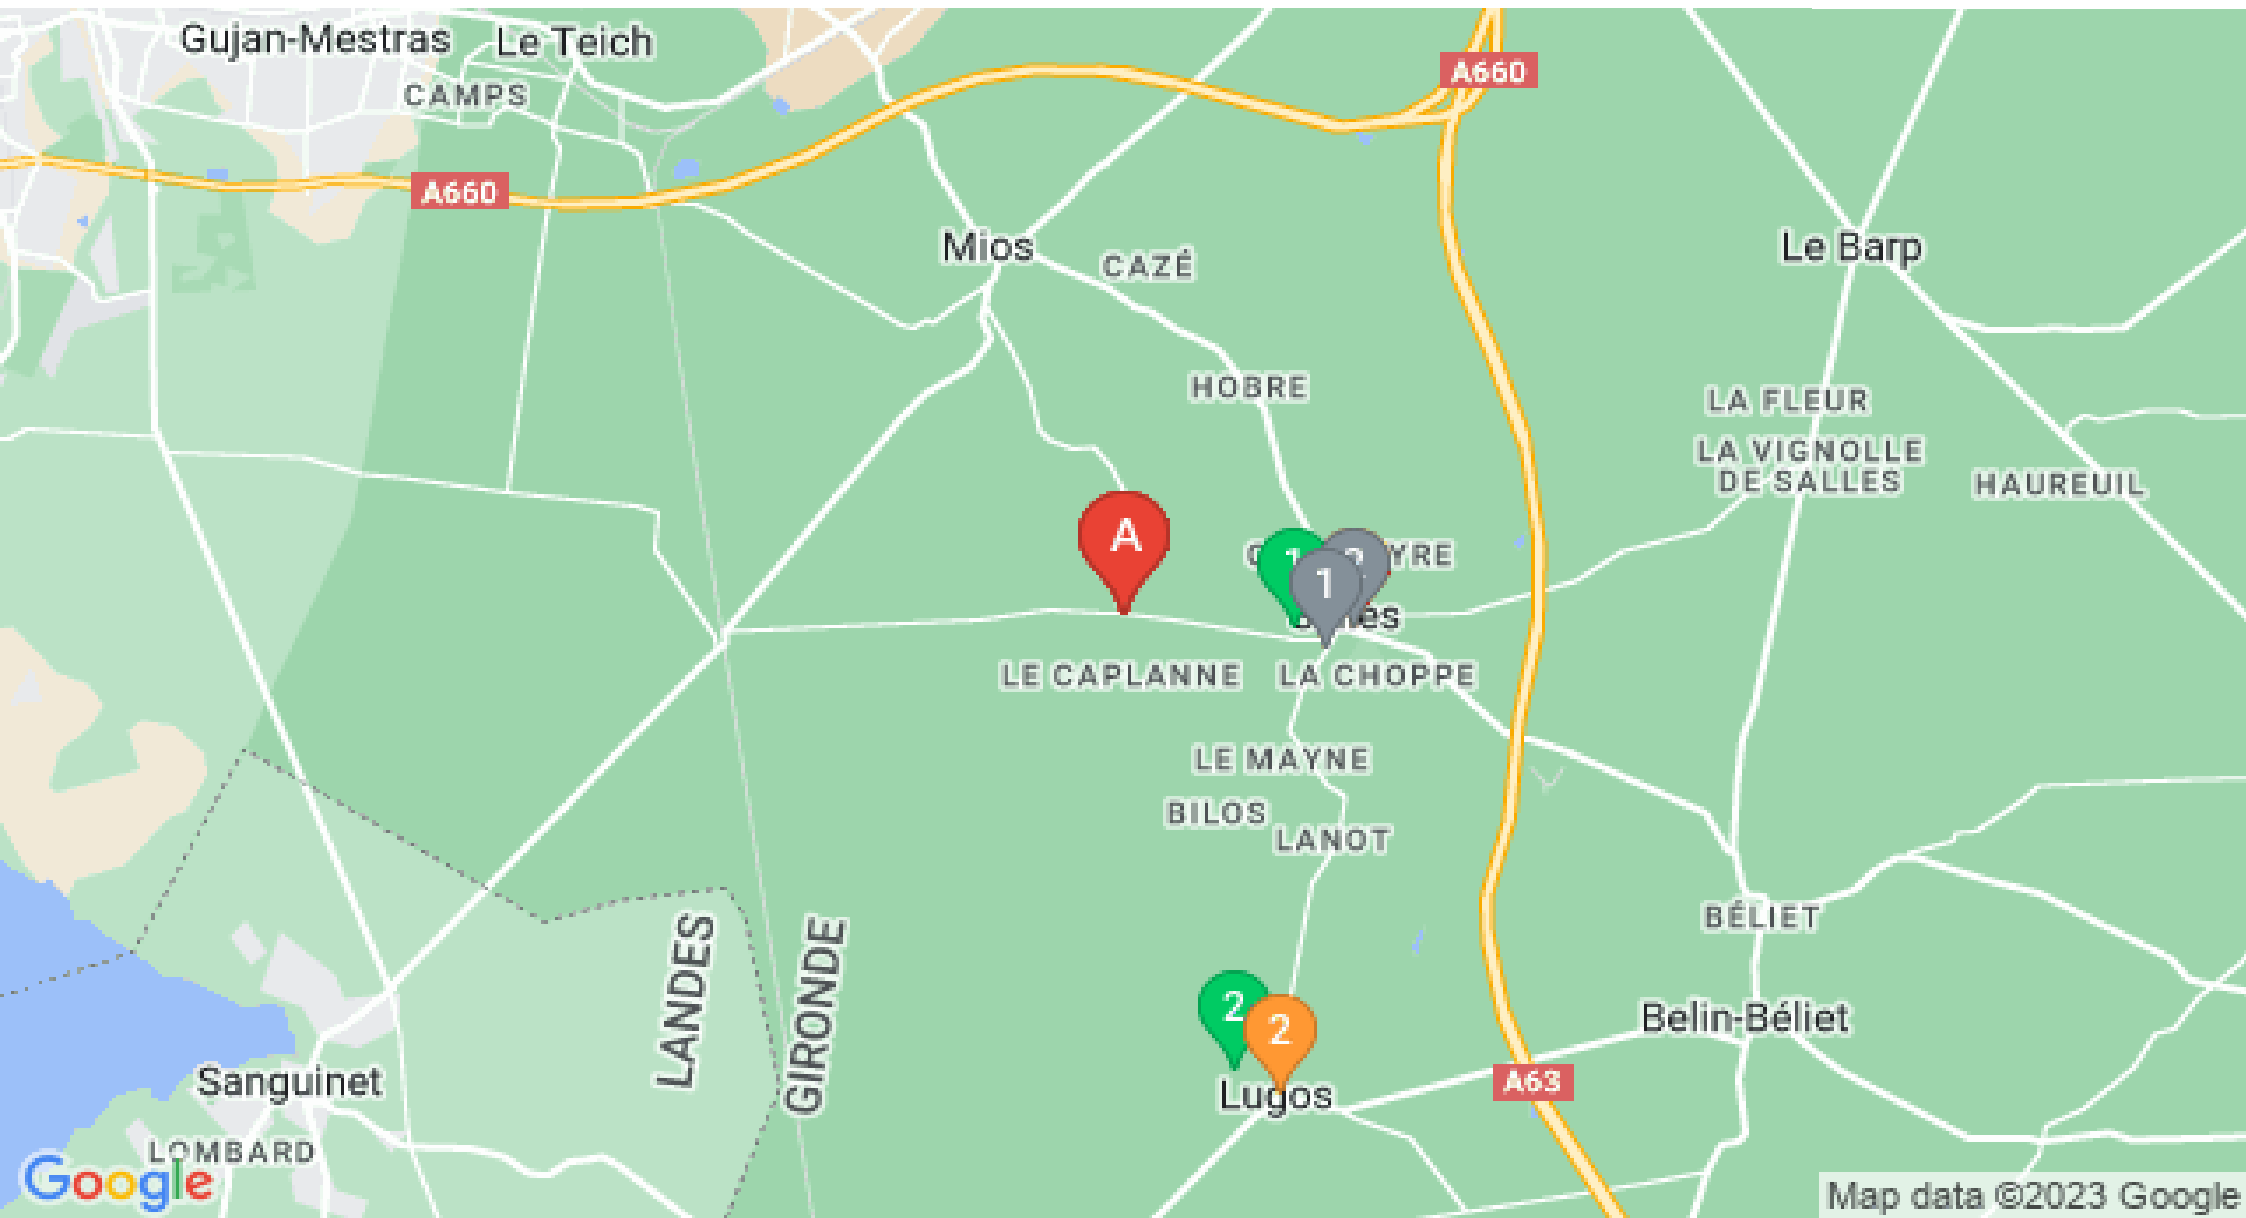 Gujan-Mestras
Le Teich
CAMPS
A660
A660
Mios
CAZÉ
Le Barp
HOBRE
LA FLEUR
LA VIGNOLLE
DE SALLES
HAUREUIL
A
1
1
YRE
LE CAPLANNE
LA CHOPPE
LE MAYNE
BILOS
LANOT
BÉLIET
LANDES
GIRONDE
2
2
Belin-Béliet
Lugos
A63
Sanguinet
LOMBARD
Google
Map data ©2023 Google